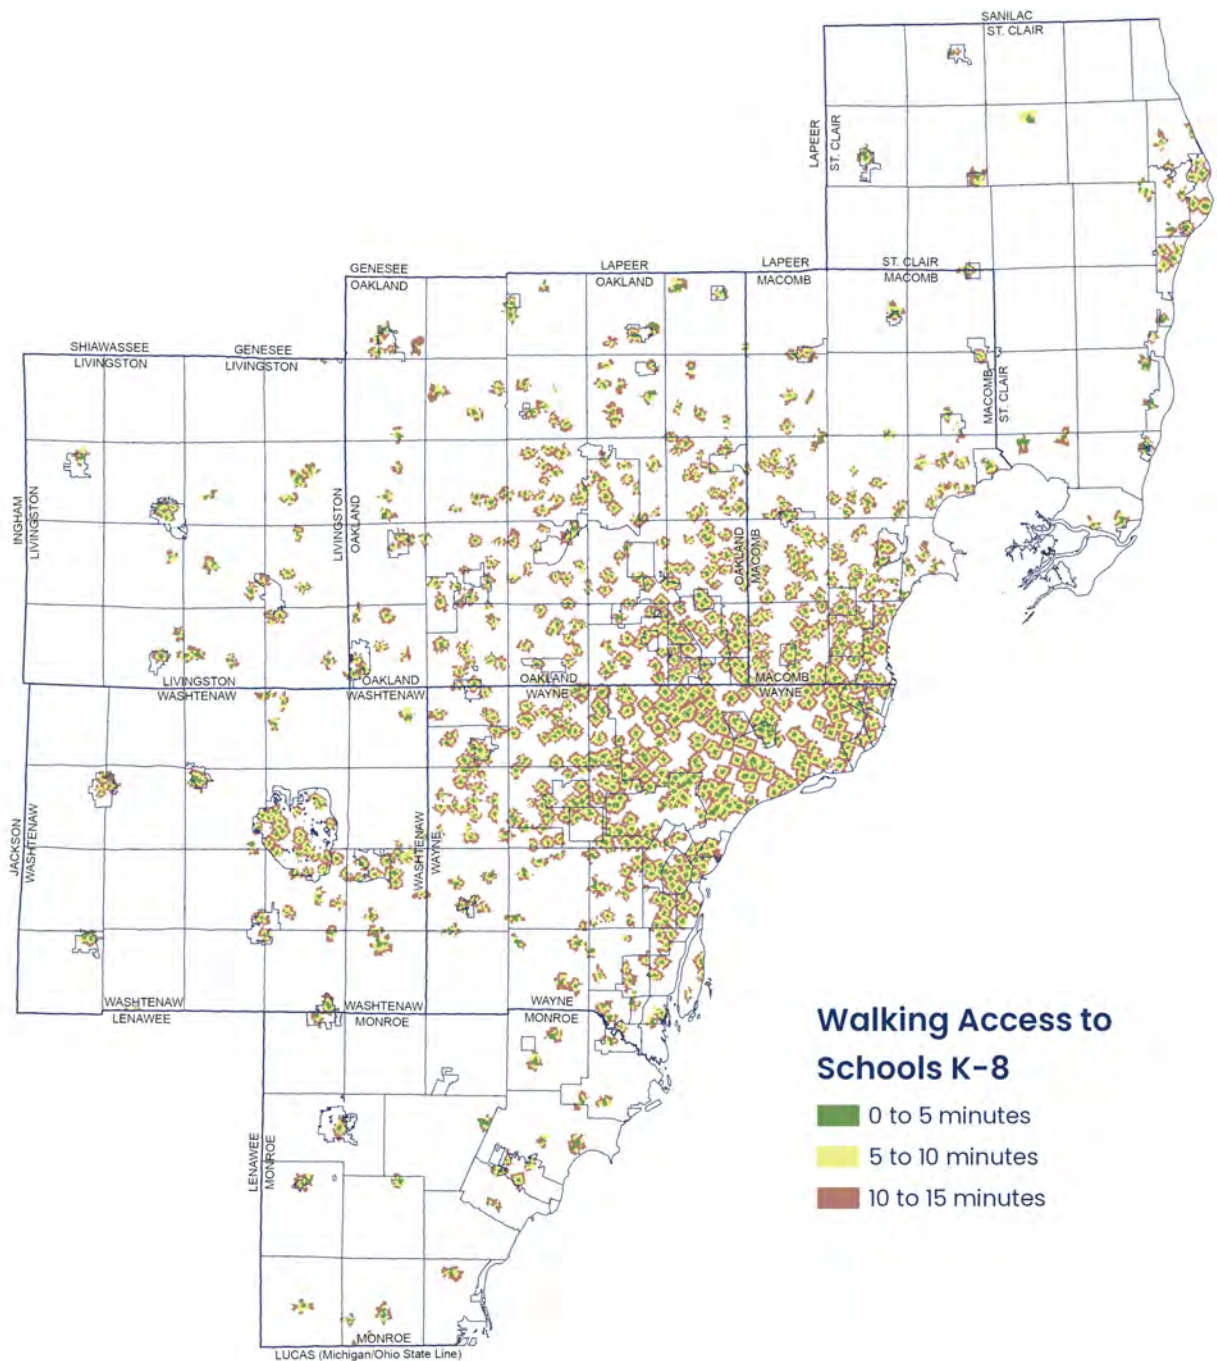 SANILAC
ST. CLAIR
LAPEER
ST. CLAIR
GENESEE
OAKLAND
LAPEER
OAKLAND
LAPEER
MACOMB
ST. CLAIR
MACOMB
SHIAWASSEE
LIVINGSTON
GENESEE
LIVINGSTON
MACOMB
ST. CLAIR
INGHAM
LIVINGSTON
LIVINGSTON
OAKLAND
OAKLAND
MACOMB
LIVINGSTON
WASHTENAW
OAKLAND
WASHTENAW
OAKLAND
WAYNE
MACOMB
WAYNE
JACKSON
WASHTENAW
WASHTENAW
WAYNE
WASHTENAW
LENAWEE
WASHTENAW
MONROE
WAYNE
MONROE
LENAWEE
MONROE
MONROE
LUCAS (Michigan/Ohio State Line)
Walking Access to
Schools K-8
0 to 5 minutes
5 to 10 minutes
10 to 15 minutes